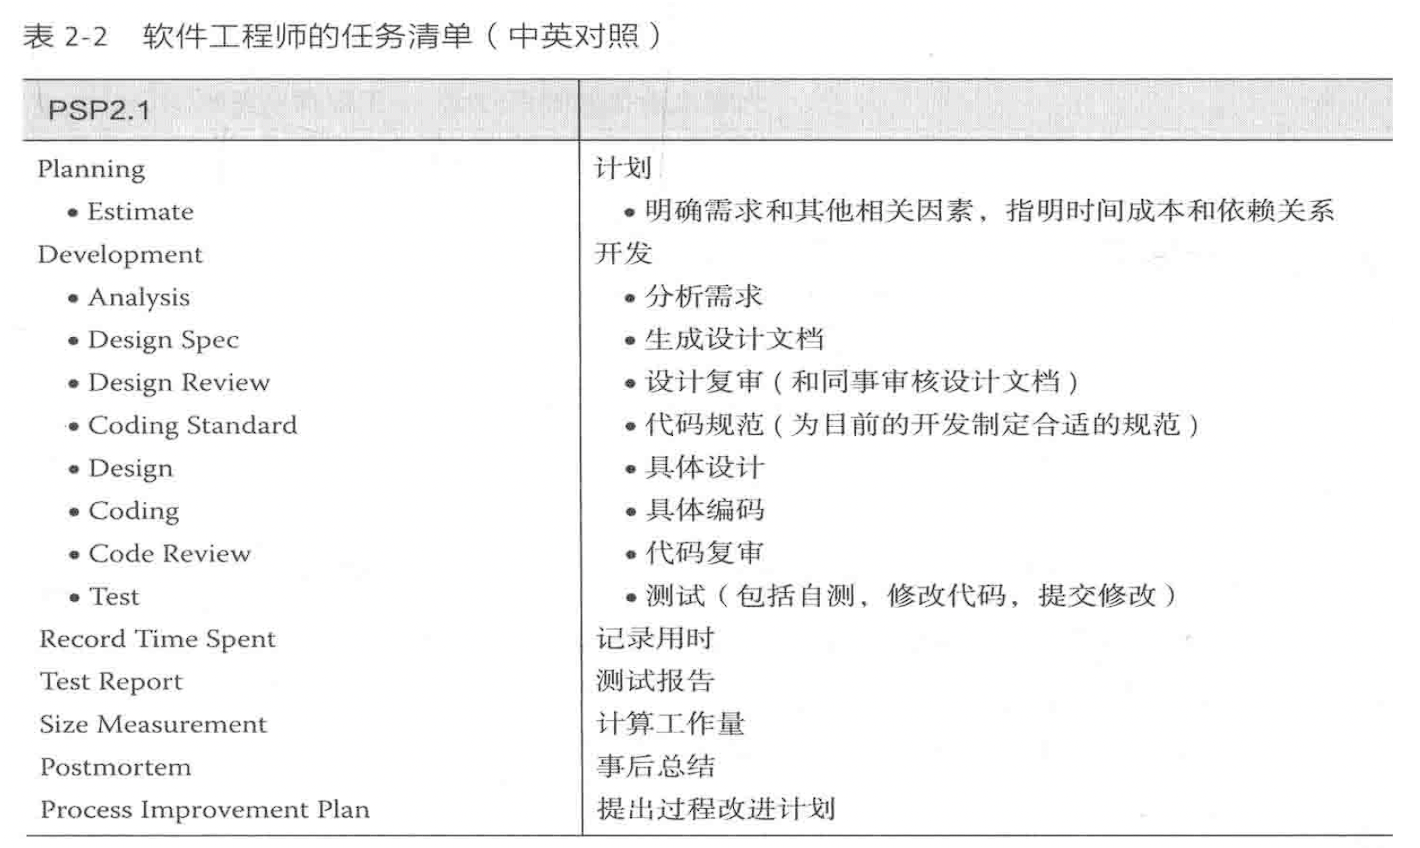 表 2-2 软件工程师的任务清单（中英对照）
PSP2.1
Planning 计划
• Estimate • 明确需求和其他相关因素，指明时间成本和依赖关系
Development 开发
• Analysis • 分析需求
• Design Spec • 生成设计文档
• Design Review • 设计复审（和同事审核设计文档）
• Coding Standard • 代码规范（为目前的开发制定合适的规范）
• Design • 具体设计
• Coding • 具体编码
• Code Review • 代码复审
• Test • 测试（包括自测，修改代码，提交修改）
Record Time Spent 记录用时
Test Report 测试报告
Size Measurement 计算工作量
Postmortem 事后总结
Process Improvement Plan 提出过程改进计划